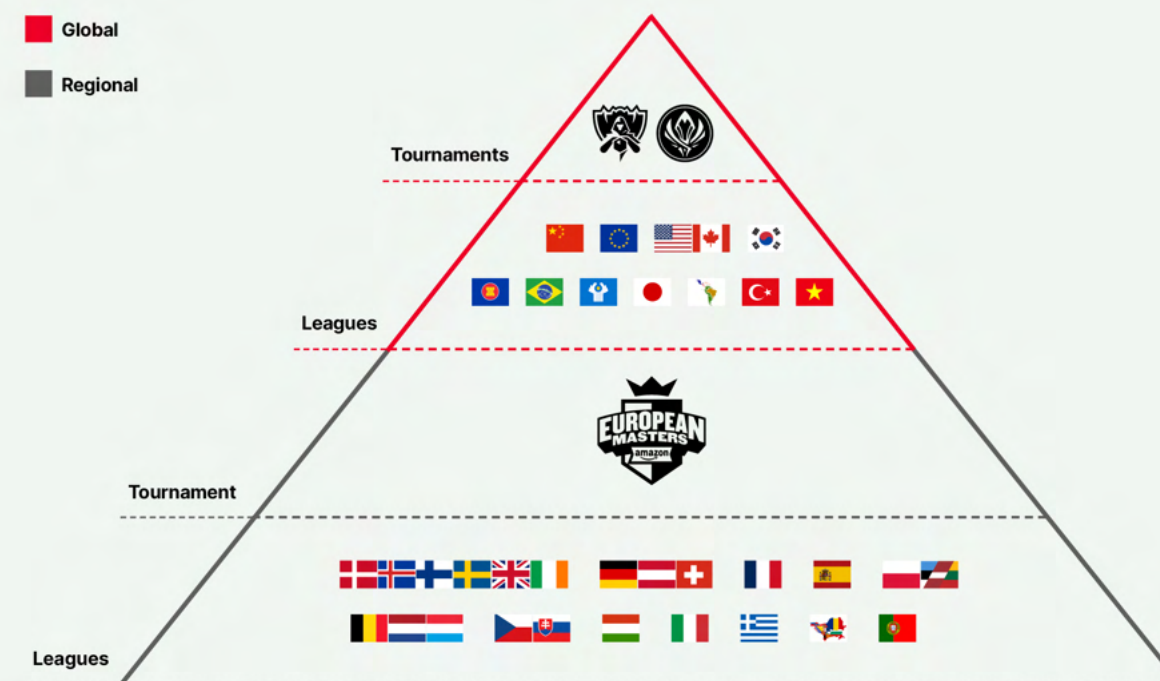 Global
Regional
Tournaments
Leagues
EUROPEAN
MASTERS
amazon
Tournament
Leagues